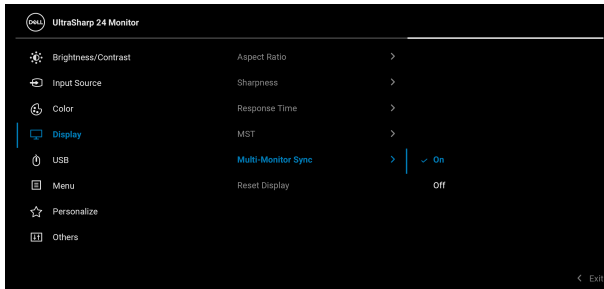 DELL UltraSharp 24 Monitor
Brightness/Contrast Aspect Ratio
Input Source Sharpness
Color Response Time
Display MST
USB Multi-Monitor Sync On
Menu Reset Display Off
Personalize
Others
Exit